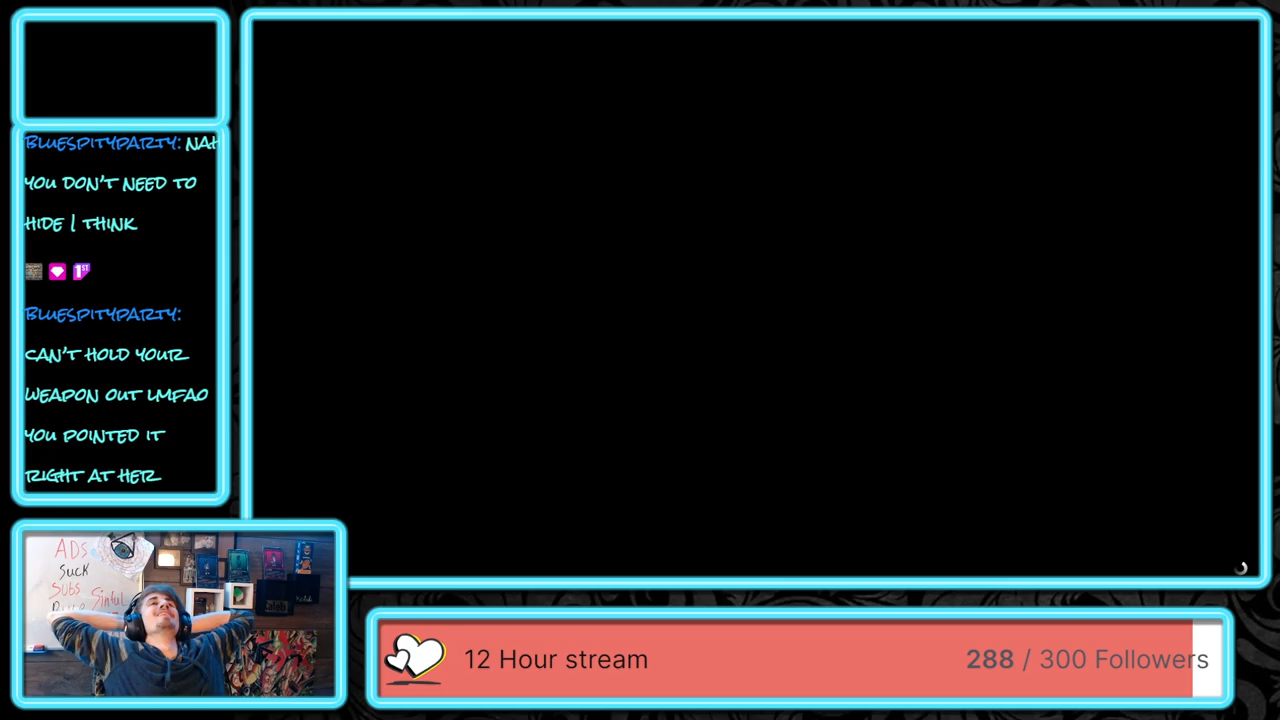 BLUESPITYPARTY: NAH
YOU DON'T NEED TO
HIDE I THINK
1ST
BLUESPITYPARTY:
CAN'T HOLD YOUR
WEAPON OUT LMFAO
YOU POINTED IT
RIGHT AT HER
ADS
SUCK
SUBS
Sinful
12 Hour stream
288 / 300 Followers